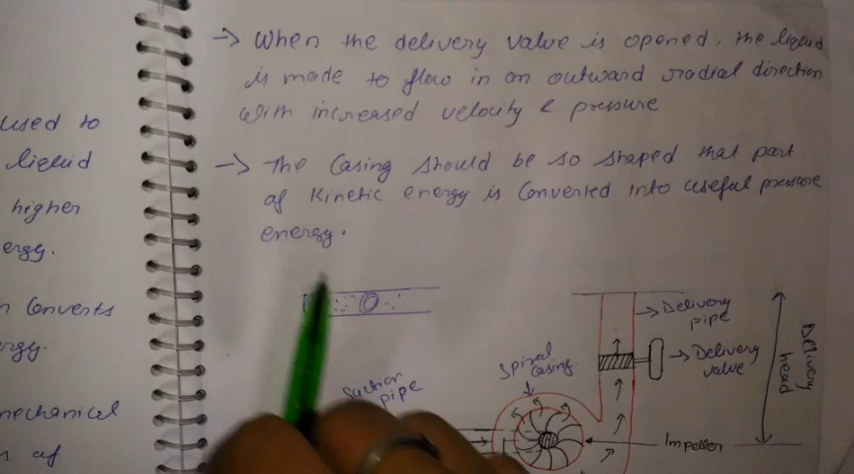 used to
liquid
higher
ergy.
n Converts
rgy.
mechanical
s of
→ When the delivery valve is opened, the liquid
is made to flow in an outward radial direction
with increased velocity & pressure
→ The Casing should be so shaped that part
of Kinetic energy is Converted into useful pressure
energy.
Suction
pipe
Spiral
Casing
→ Delivery
pipe
→ Delivery
valve
Delivery
head
Impeller